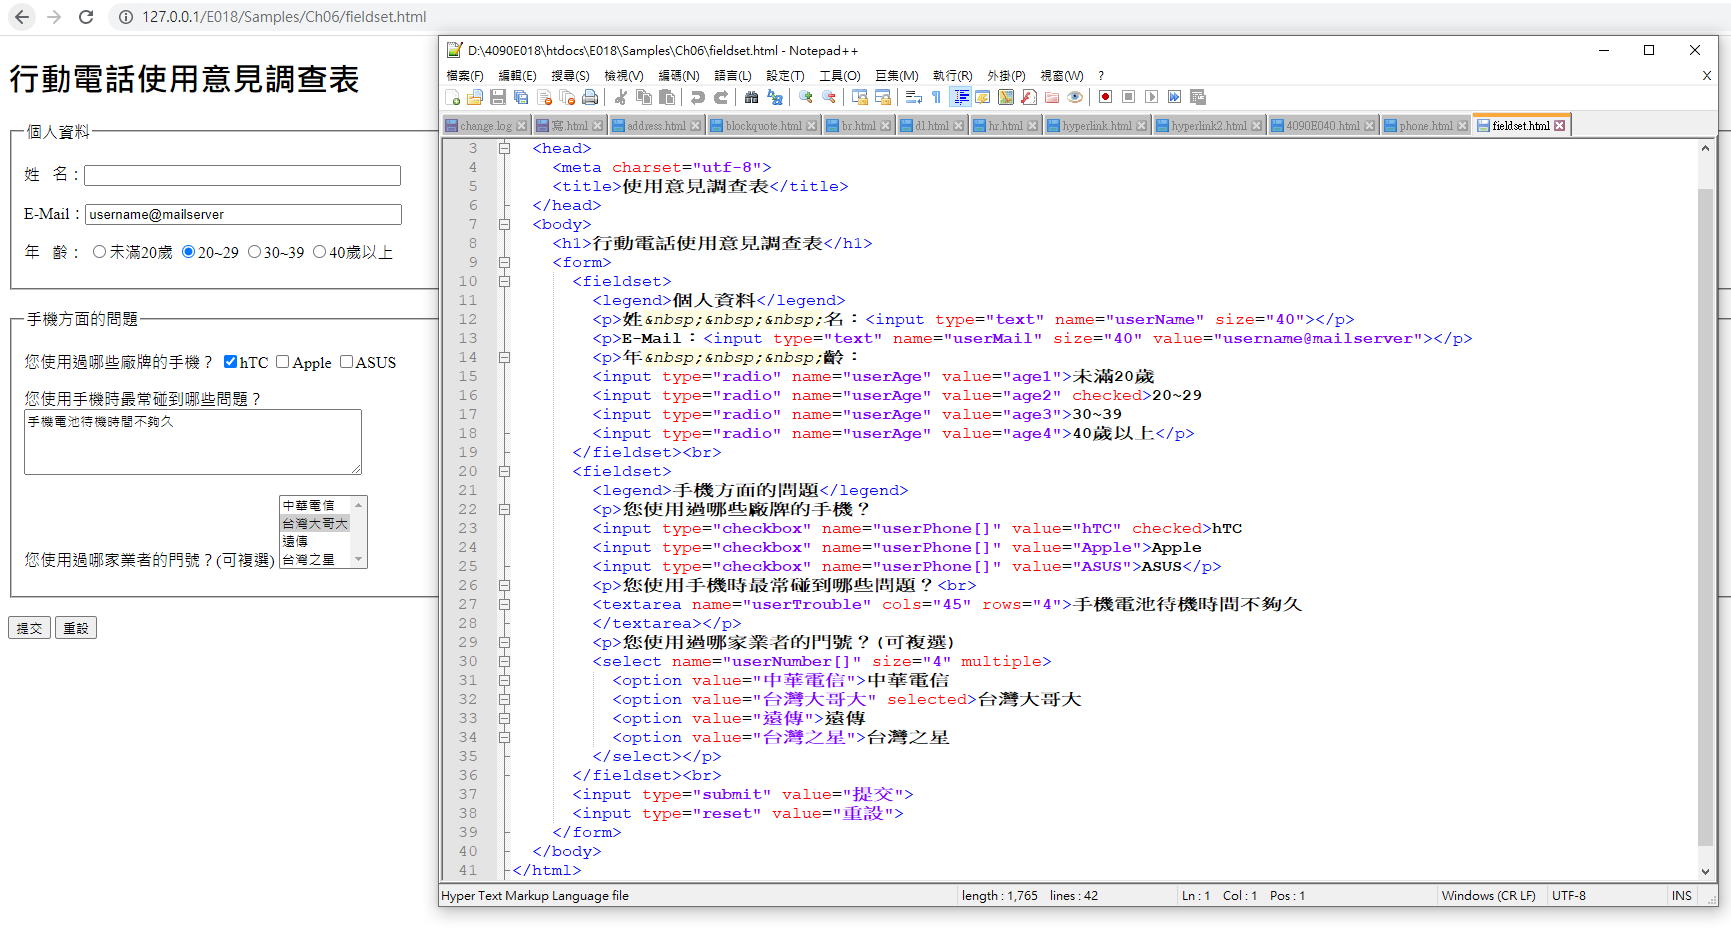 127.0.0.1/E018/Samples/Ch06/fieldset.html
行動電話使用意見調查表
個人資料
姓 名：
E-Mail：username@mailserver
年 齡： 未滿20歲 20~29 30~39 40歲以上
手機方面的問題
您使用過哪些廠牌的手機？ hTC Apple ASUS
您使用手機時最常碰到哪些問題？
手機電池待機時間不夠久
中華電信
台灣大哥大
遠傳
台灣之星
您使用過哪家業者的門號？(可複選)
提交 重設
D:\4090E018\htdocs\E018\Samples\Ch06\fieldset.html - Notepad++
檔案(F) 編輯(E) 搜尋(S) 檢視(V) 編碼(N) 語言(L) 設定(T) 工具(O) 巨集(M) 執行(R) 外掛(P) 視窗(W) ? X
change.log 寫.html address.html blockquote.html br.html d1.html hr.html hyperlink.html hyperlink2.html 4090E040.html phone.html fieldset.html
3 <head>
4 <meta charset="utf-8">
5 <title>使用意見調查表</title>
6 </head>
7 <body>
8 <h1>行動電話使用意見調查表</h1>
9 <form>
10 <fieldset>
11 <legend>個人資料</legend>
12 <p>姓&nbsp;&nbsp;&nbsp;名：<input type="text" name="userName" size="40"></p>
13 <p>E-Mail：<input type="text" name="userMail" size="40" value="username@mailserver"></p>
14 <p>年&nbsp;&nbsp;&nbsp;齡：
15 <input type="radio" name="userAge" value="age1">未滿20歲
16 <input type="radio" name="userAge" value="age2" checked>20~29
17 <input type="radio" name="userAge" value="age3">30~39
18 <input type="radio" name="userAge" value="age4">40歲以上</p>
19 </fieldset><br>
20 <fieldset>
21 <legend>手機方面的問題</legend>
22 <p>您使用過哪些廠牌的手機？
23 <input type="checkbox" name="userPhone[]" value="hTC" checked>hTC
24 <input type="checkbox" name="userPhone[]" value="Apple">Apple
25 <input type="checkbox" name="userPhone[]" value="ASUS">ASUS</p>
26 <p>您使用手機時最常碰到哪些問題？<br>
27 <textarea name="userTrouble" cols="45" rows="4">手機電池待機時間不夠久
28 </textarea></p>
29 <p>您使用過哪家業者的門號？(可複選)
30 <select name="userNumber[]" size="4" multiple>
31 <option value="中華電信">中華電信
32 <option value="台灣大哥大" selected>台灣大哥大
33 <option value="遠傳">遠傳
34 <option value="台灣之星">台灣之星
35 </select></p>
36 </fieldset><br>
37 <input type="submit" value="提交">
38 <input type="reset" value="重設">
39 </form>
40 </body>
41 </html>
Hyper Text Markup Language file length : 1,765 lines : 42 Ln : 1 Col : 1 Pos : 1 Windows (CR LF) UTF-8 INS